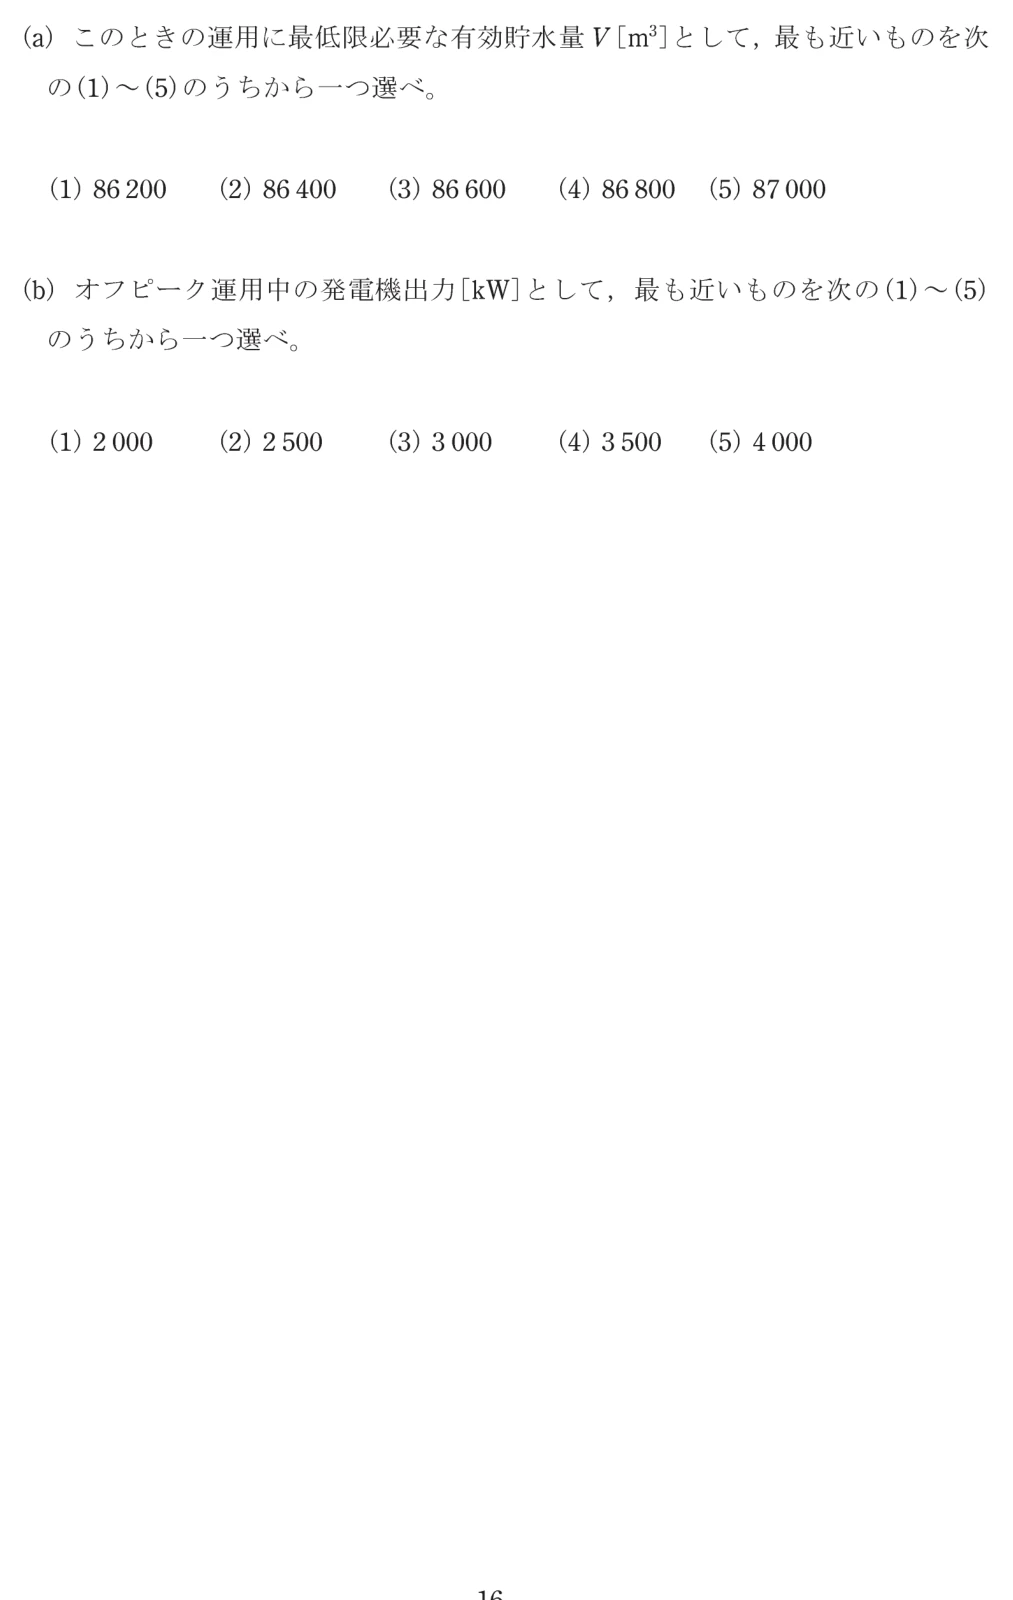 (a) このときの運用に最低限必要な有効貯水量 V [m³]として，最も近いものを次
の(1)～(5)のうちから一つ選べ。
(1) 86 200 (2) 86 400 (3) 86 600 (4) 86 800 (5) 87 000
(b) オフピーク運用中の発電機出力[kW]として，最も近いものを次の(1)～(5)
のうちから一つ選べ。
(1) 2 000 (2) 2 500 (3) 3 000 (4) 3 500 (5) 4 000
16